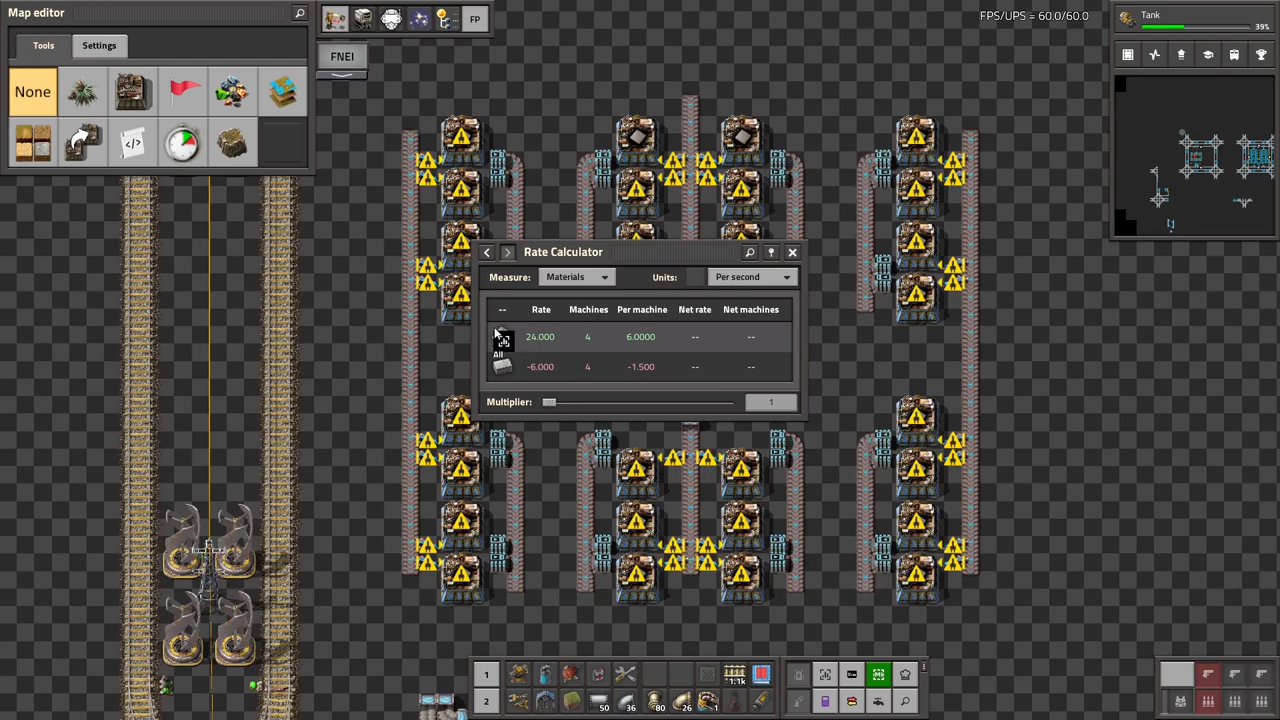 Map editor
Tools
Settings
None
FP
FNEI
FPS/UPS = 60.0/60.0
Tank
39%
Rate Calculator
Measure:
Materials
Units:
Per second
--
Rate
Machines
Per machine
Net rate
Net machines
24.000
4
6.0000
--
--
All
-6.000
4
-1.500
--
--
Multiplier:
1
1
1.1k
2
50
36
80
26
1